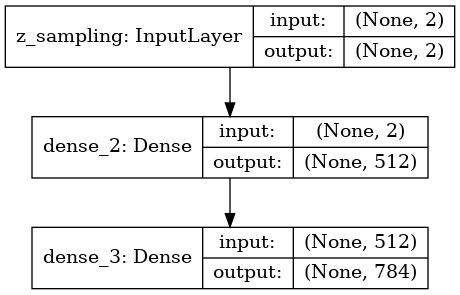 z_sampling: InputLayer
input: (None, 2)
output: (None, 2)
dense_2: Dense
input: (None, 2)
output: (None, 512)
dense_3: Dense
input: (None, 512)
output: (None, 784)